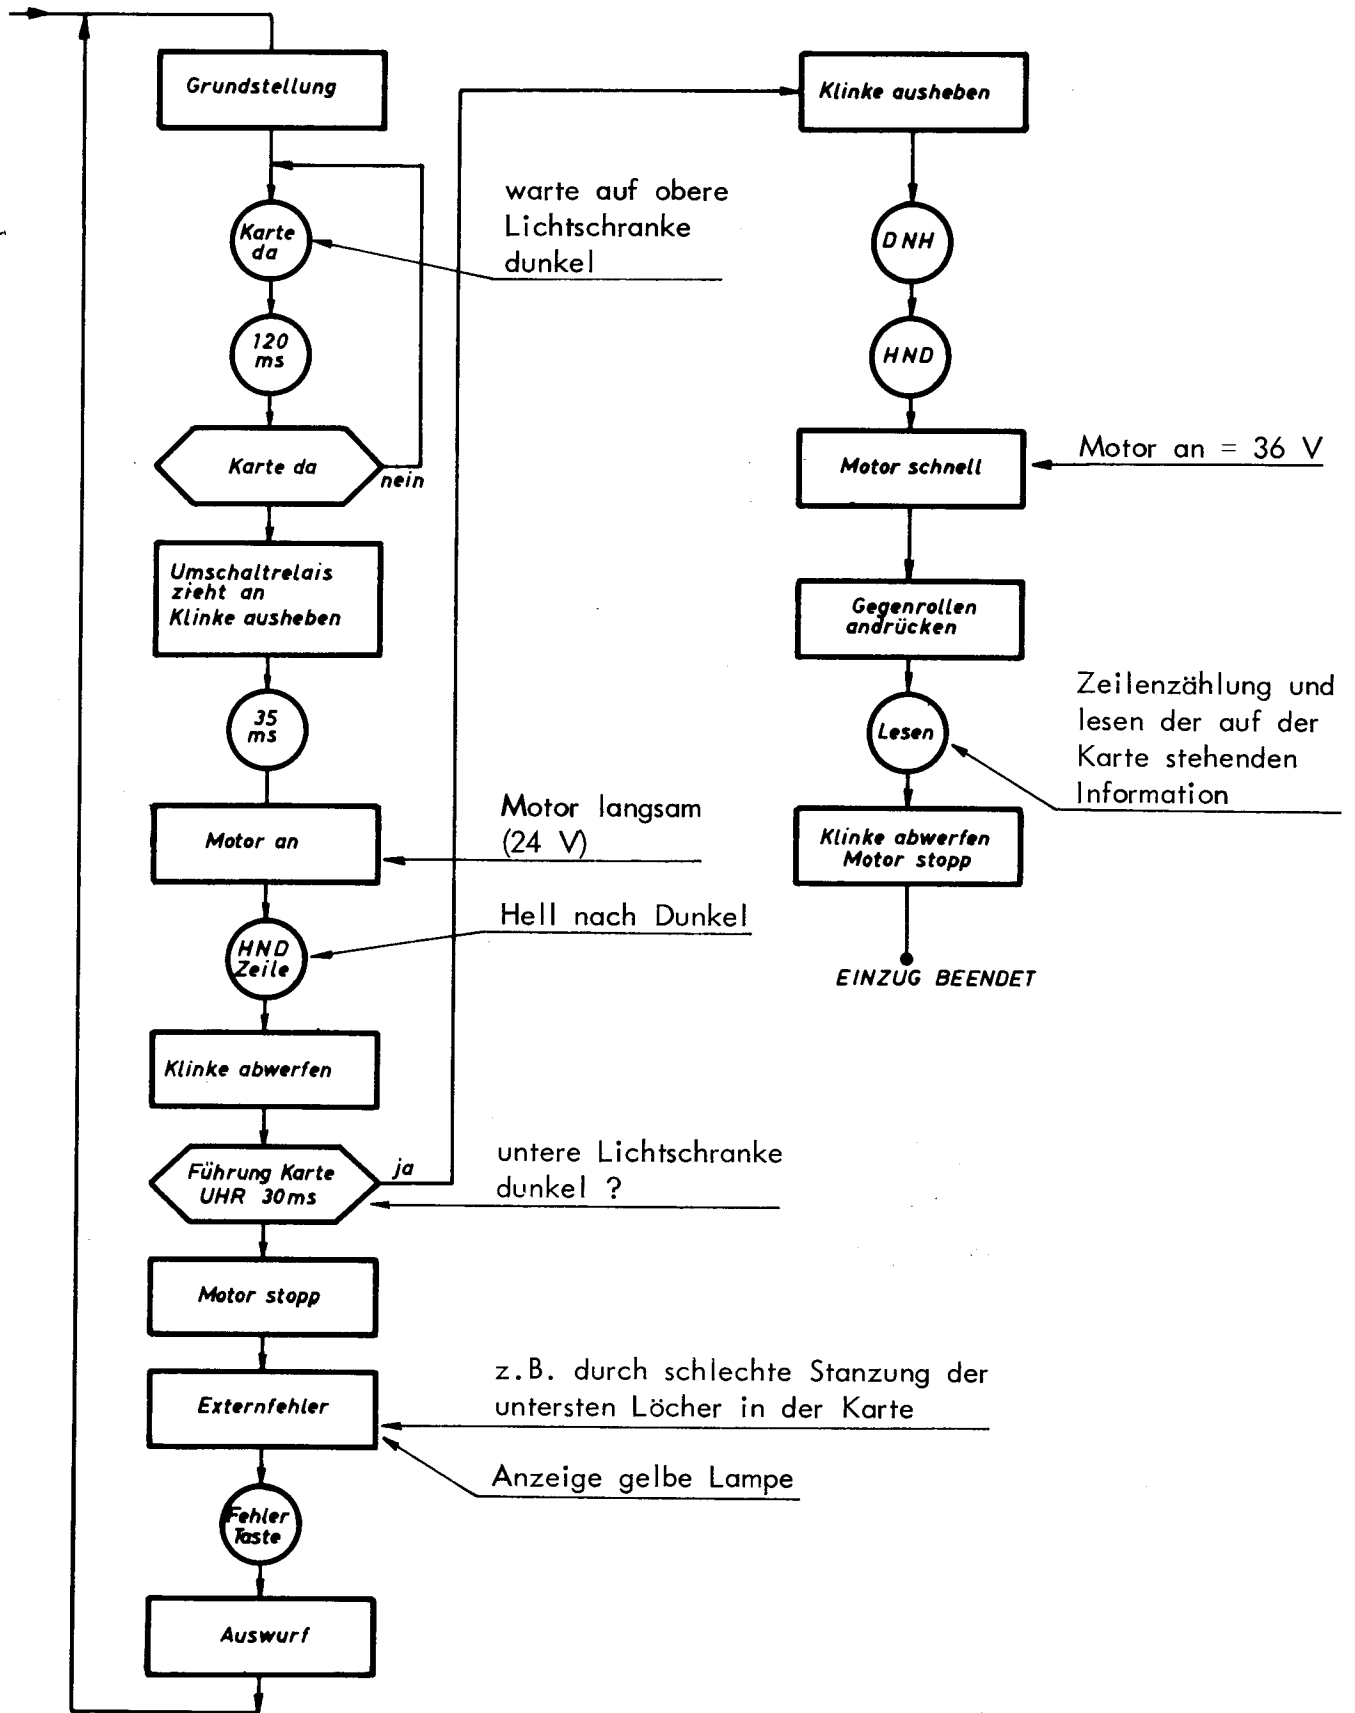 Grundstellung
Karte
da
warte auf obere
Lichtschranke
dunkel
120
ms
Karte da
nein
Umschaltrelais
zieht an
Klinke ausheben
35
ms
Motor an
Motor langsam
(24 V)
HND
Zeile
Hell nach Dunkel
Klinke abwerfen
Führung Karte
UHR 30ms
ja
untere Lichtschranke
dunkel ?
Motor stopp
Externfehler
z.B. durch schlechte Stanzung der
untersten Löcher in der Karte
Anzeige gelbe Lampe
Fehler
Taste
Auswurf
Klinke ausheben
DNH
HND
Motor schnell
Motor an = 36 V
Gegenrollen
andrücken
Lesen
Zeilenzählung und
lesen der auf der
Karte stehenden
Information
Klinke abwerfen
Motor stopp
EINZUG BEENDET